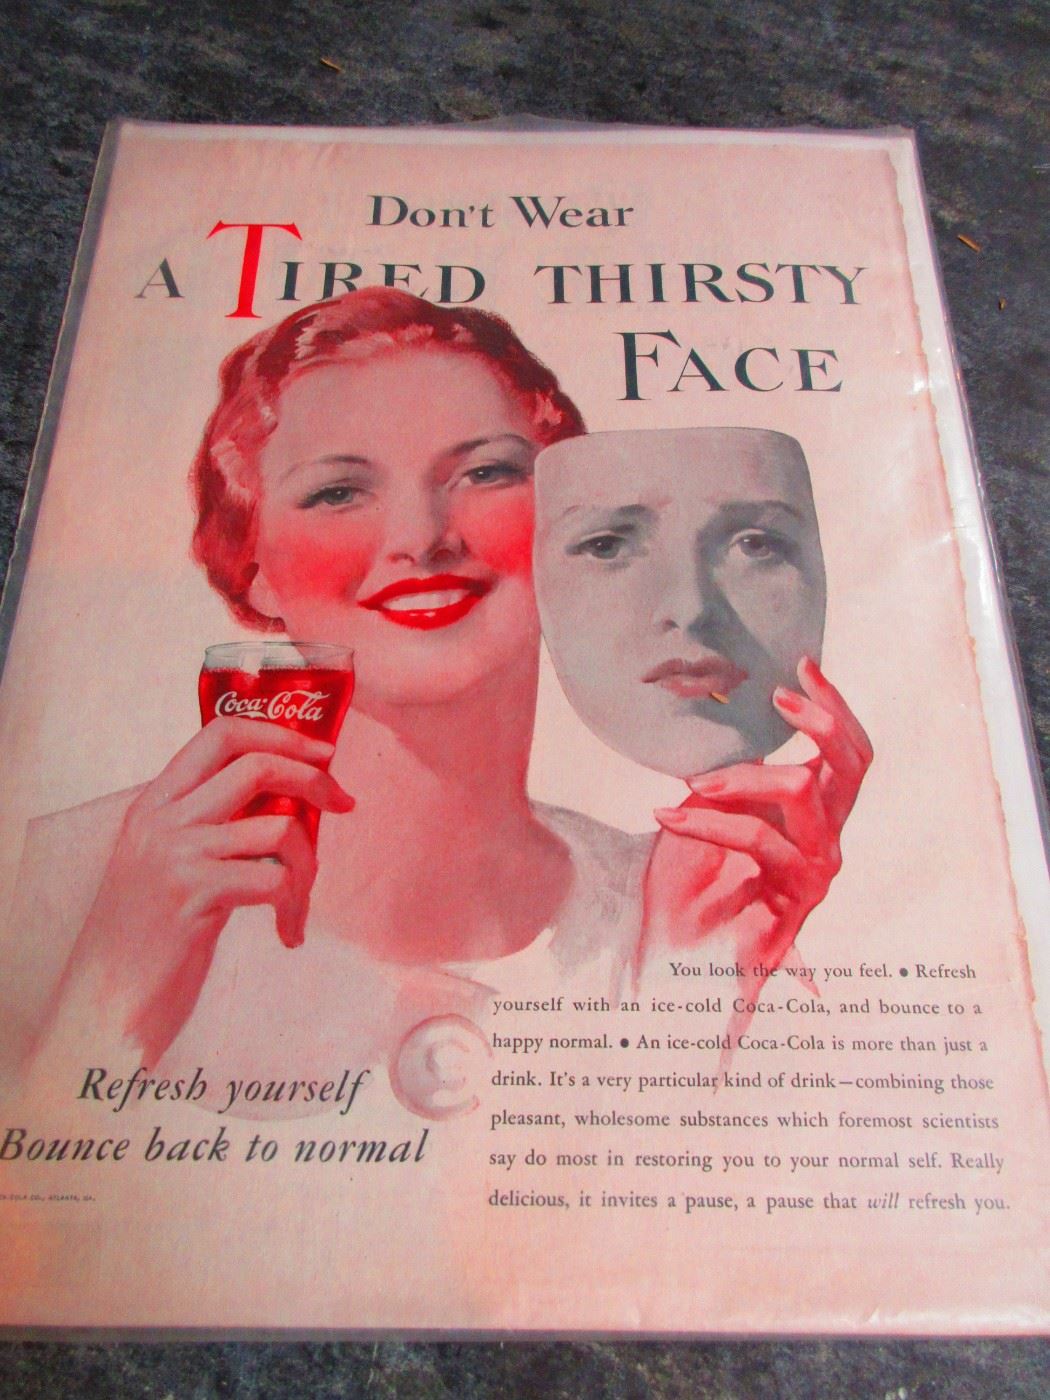 Don't Wear
A TIRED THIRSTY
FACE
Coca-Cola
You look the way you feel. • Refresh
yourself with an ice-cold Coca-Cola, and bounce to a
happy normal. • An ice-cold Coca-Cola is more than just a
drink. It's a very particular kind of drink—combining those
pleasant, wholesome substances which foremost scientists
say do most in restoring you to your normal self. Really
delicious, it invites a pause, a pause that will refresh you.
Refresh yourself
Bounce back to normal
CO., ATLANTA, GA.